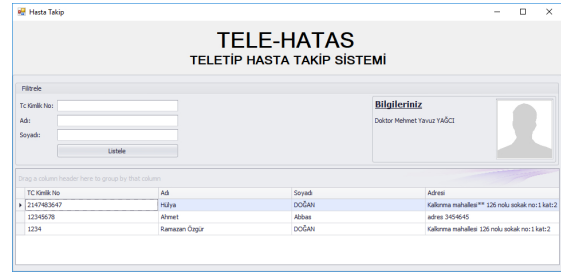 Hasta Takip
TELE-HATAS
TELETİP HASTA TAKİP SİSTEMİ
Filitrele
Tc Kimlik No:
Adı:
Soyadı:
Listele
Bilgileriniz
Doktor Mehmet Yavuz YAĞCI
Drag a column header here to group by that column
TC Kimlik No Adı Soyadı Adresi
2147483647 Hülya DOĞAN Kalkınma mahallesi** 126 nolu sokak no:1 kat:2
12345678 Ahmet Abbas adres 3454645
1234 Ramazan Özgür DOĞAN Kalkınma mahallesi 126 nolu sokak no:1 kat:2